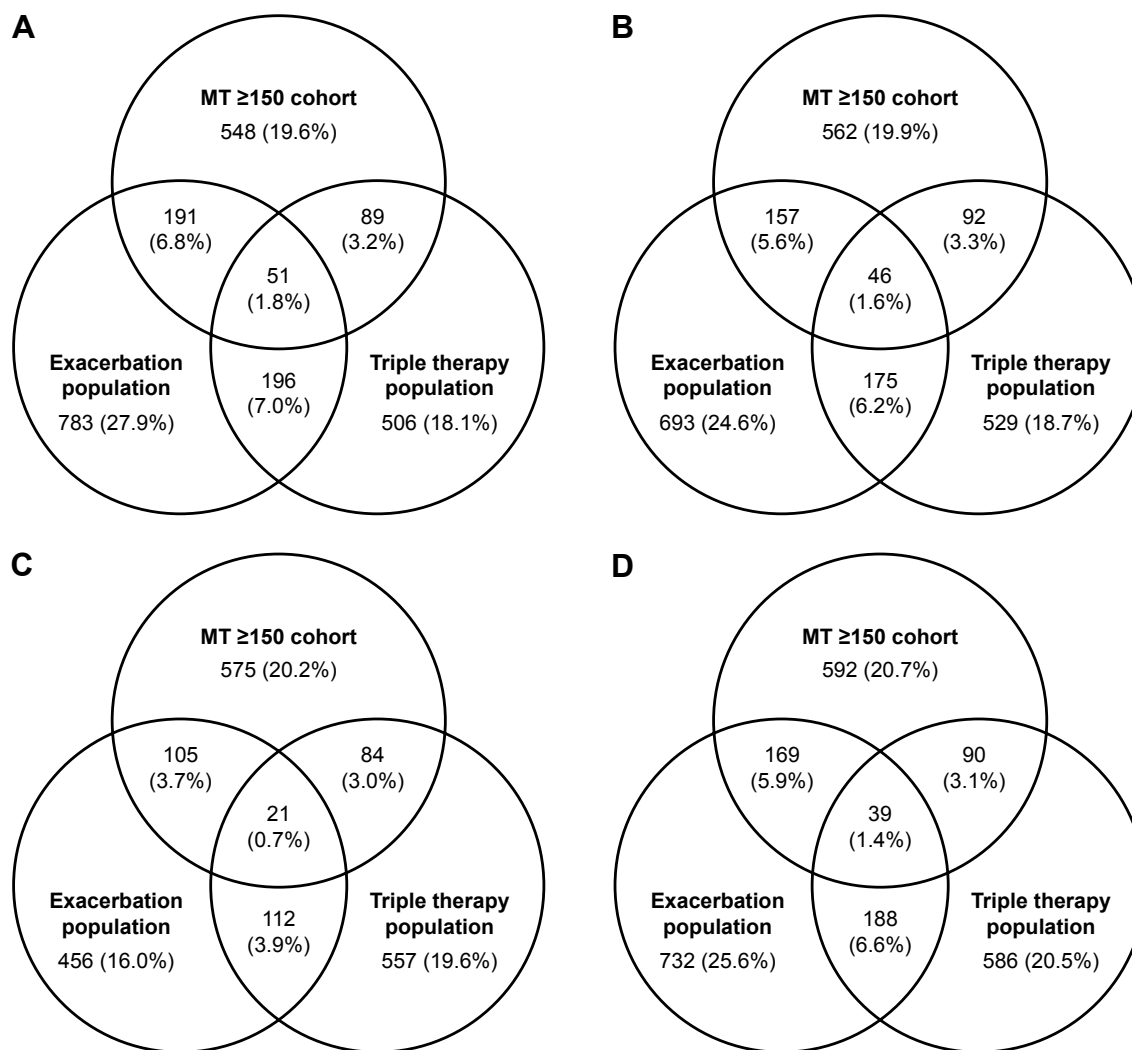 A
MT ≥150 cohort
548 (19.6%)
191
(6.8%)
89
(3.2%)
51
(1.8%)
Exacerbation
population
783 (27.9%)
196
(7.0%)
Triple therapy
population
506 (18.1%)
B
MT ≥150 cohort
562 (19.9%)
157
(5.6%)
92
(3.3%)
46
(1.6%)
Exacerbation
population
693 (24.6%)
175
(6.2%)
Triple therapy
population
529 (18.7%)
C
MT ≥150 cohort
575 (20.2%)
105
(3.7%)
84
(3.0%)
21
(0.7%)
Exacerbation
population
456 (16.0%)
112
(3.9%)
Triple therapy
population
557 (19.6%)
D
MT ≥150 cohort
592 (20.7%)
169
(5.9%)
90
(3.1%)
39
(1.4%)
Exacerbation
population
732 (25.6%)
188
(6.6%)
Triple therapy
population
586 (20.5%)